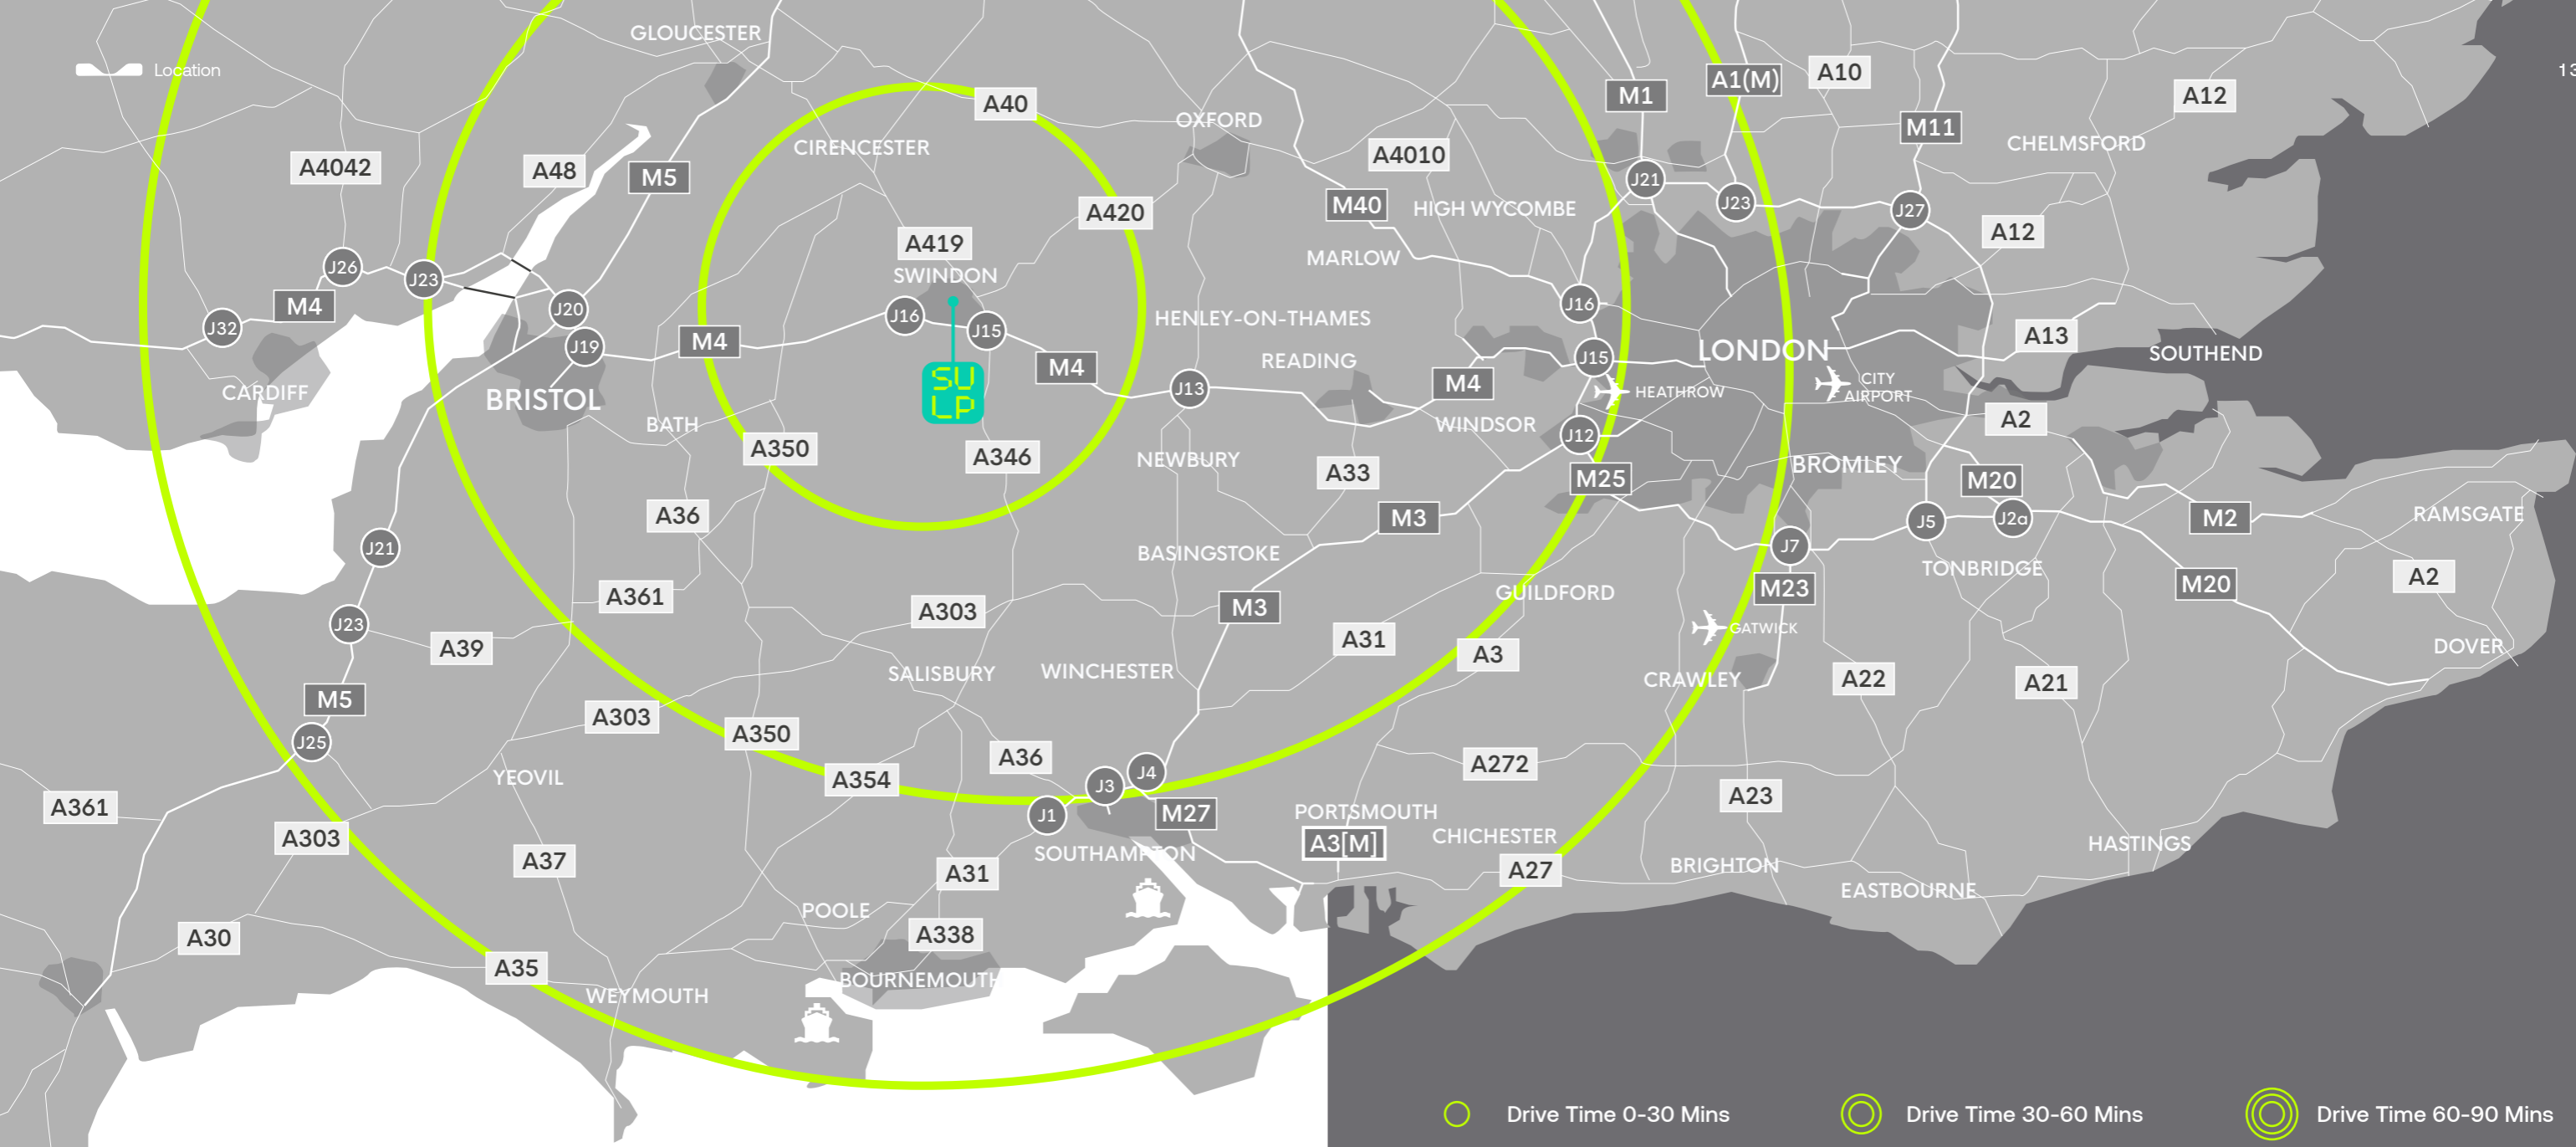 GLOUCESTER
Location
13
A40
M1
A1(M)
A10
A12
OXFORD
M11
CIRENCESTER
CHELMSFORD
A4010
A4042
A48
M5
J21
M40
HIGH WYCOMBE
J23
J27
A420
A12
A419
MARLOW
SWINDON
J26
J23
M4
J20
J16
J15
J16
HENLEY-ON-THAMES
J32
A13
M4
J19
LONDON
SOUTHEND
READING
J15
M4
CITY
AIRPORT
M4
J13
HEATHROW
CARDIFF
BRISTOL
SU
LP
BATH
WINDSOR
A2
J12
A350
A346
NEWBURY
BROMLEY
A33
M25
M20
A36
M3
J5
J2a
M2
RAMSGATE
J21
BASINGSTOKE
J7
TONBRIDGE
A2
A361
GUILDFORD
M23
M20
A303
M3
J23
GATWICK
A39
A31
A3
DOVER
SALISBURY
WINCHESTER
CRAWLEY
A22
A21
M5
A303
A350
J25
A36
A272
J4
YEOVIL
A354
J3
A361
A23
J1
M27
PORTSMOUTH
A303
A3[M]
CHICHESTER
HASTINGS
SOUTHAMPTON
A37
A31
A27
BRIGHTON
EASTBOURNE
POOLE
A30
A338
A35
BOURNEMOUTH
WEYMOUTH
Drive Time 0-30 Mins
Drive Time 30-60 Mins
Drive Time 60-90 Mins